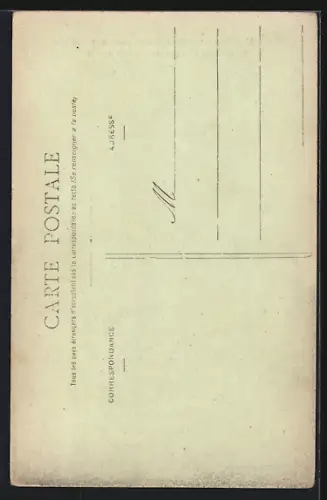 CARTE POSTALE
Tous les pays étrangers n'acceptent pas la correspondance au recto (Se renseigner à la poste)
CORRESPONDANCE
ADRESSE
M